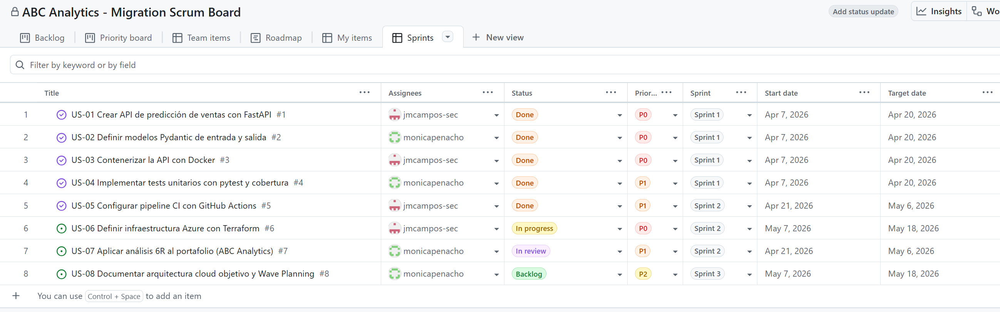 ABC Analytics - Migration Scrum Board
Add status update
Insights
Backlog
Priority board
Team items
Roadmap
My items
Sprints
New view
Filter by keyword or by field
Title Assignees Status Prior... Sprint Start date Target date
1 US-01 Crear API de predicción de ventas con FastAPI #1 jmcampos-sec Done P0 Sprint 1 Apr 7, 2026 Apr 20, 2026
2 US-02 Definir modelos Pydantic de entrada y salida #2 monicapenacho Done P0 Sprint 1 Apr 7, 2026 Apr 20, 2026
3 US-03 Contenerizar la API con Docker #3 jmcampos-sec Done P0 Sprint 1 Apr 7, 2026 Apr 20, 2026
4 US-04 Implementar tests unitarios con pytest y cobertura #4 monicapenacho Done P1 Sprint 1 Apr 7, 2026 Apr 20, 2026
5 US-05 Configurar pipeline CI con GitHub Actions #5 jmcampos-sec Done P1 Sprint 2 Apr 21, 2026 May 6, 2026
6 US-06 Definir infraestructura Azure con Terraform #6 jmcampos-sec In progress P0 Sprint 2 May 7, 2026 May 18, 2026
7 US-07 Aplicar análisis 6R al portafolio (ABC Analytics) #7 monicapenacho In review P1 Sprint 2 Apr 21, 2026 May 6, 2026
8 US-08 Documentar arquitectura cloud objetivo y Wave Planning #8 monicapenacho Backlog P2 Sprint 3 May 7, 2026 May 18, 2026
You can use Control + Space to add an item